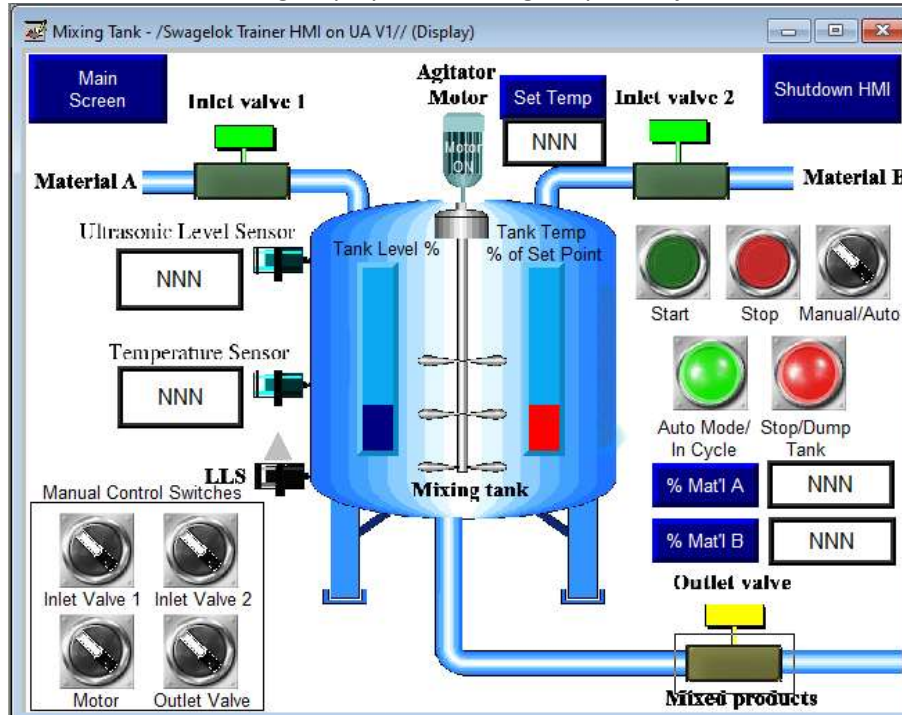 Mixing Tank - /Swagelok Trainer HMI on UA V1// (Display)
Main
Screen
Inlet valve 1
Agitator
Motor
Set Temp
NNN
Inlet valve 2
Shutdown HMI
Motor
ON
Material A
Material B
Ultrasonic Level Sensor
NNN
Tank Level %
Tank Temp
% of Set Point
Start
Stop
Manual/Auto
Temperature Sensor
NNN
Auto Mode/
In Cycle
Stop/Dump
Tank
LLS
Mixing tank
% Mat'l A
NNN
% Mat'l B
NNN
Manual Control Switches
Inlet Valve 1
Inlet Valve 2
Motor
Outlet Valve
Outlet valve
Mixed products